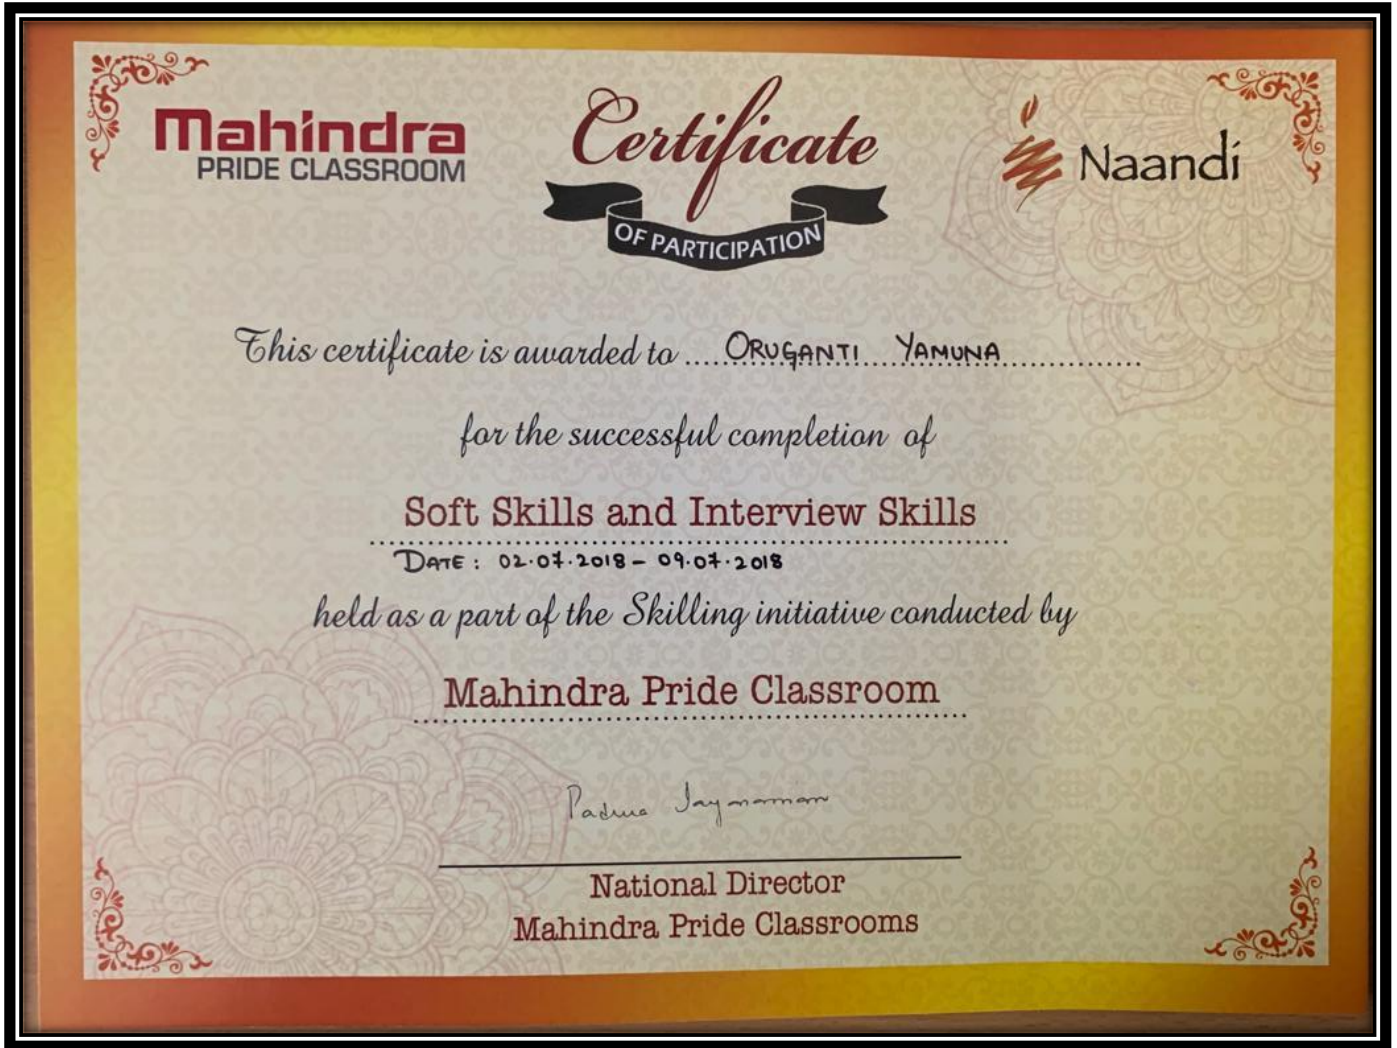 Mahindra
PRIDE CLASSROOM
Certificate
OF PARTICIPATION
Naandi
This certificate is awarded to ....ORUGANTI YAMUNA....
for the successful completion of
Soft Skills and Interview Skills
DATE : 02.07.2018 – 09.07.2018
held as a part of the Skilling initiative conducted by
Mahindra Pride Classroom
Padma Jaynaman
National Director
Mahindra Pride Classrooms